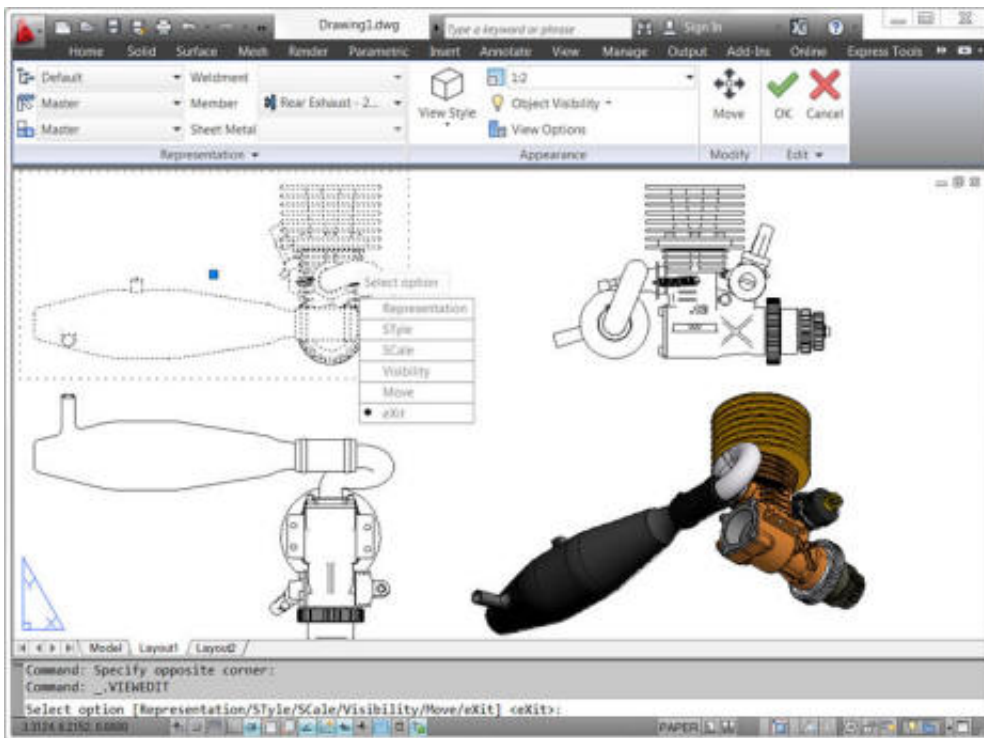 Drawing1.dwg
Type a keyword or phrase
Sign In
Home Solid Surface Mesh Render Parametric Insert Annotate View Manage Output Add-Ins Online Express Tools
Default Weldment
Master Member Rear Exhaust - 2...
Master Sheet Metal
View Style
1:2
Object Visibility
View Options
Move
OK Cancel
Representation Appearance Modify Edit
Select option
Representation
STyle
SCale
Visibility
Move
eXit
Y
X
Model Layout1 Layout2
Command: Specify opposite corner:
Command: _.VIEWEDIT
Select option [Representation/STyle/SCale/Visibility/Move/eXit] <eXit>:
PAPER